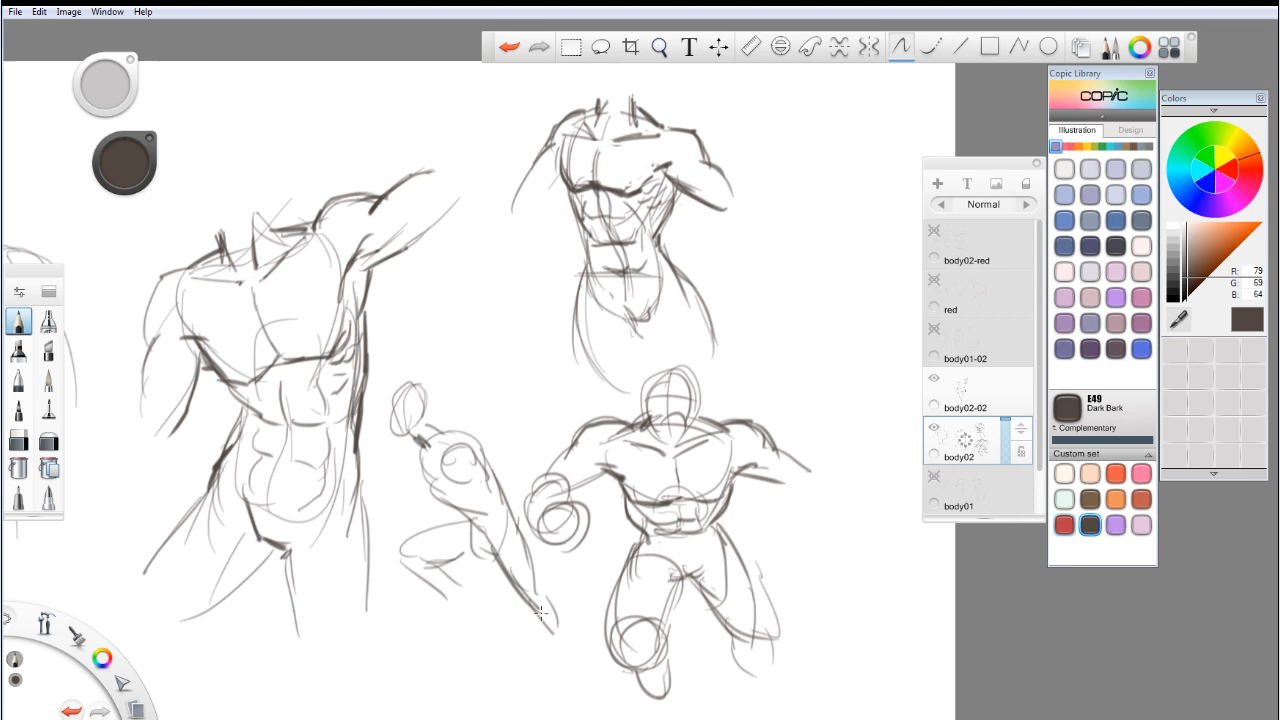 File Edit Image Window Help
T
Copic Library
COPIC
Illustration Design
E49
Dark Bark
Complementary
Custom set
Colors
R: 79
G: 69
B: 64
T
Normal
body02-red
red
body01-02
body02-02
body02
body01